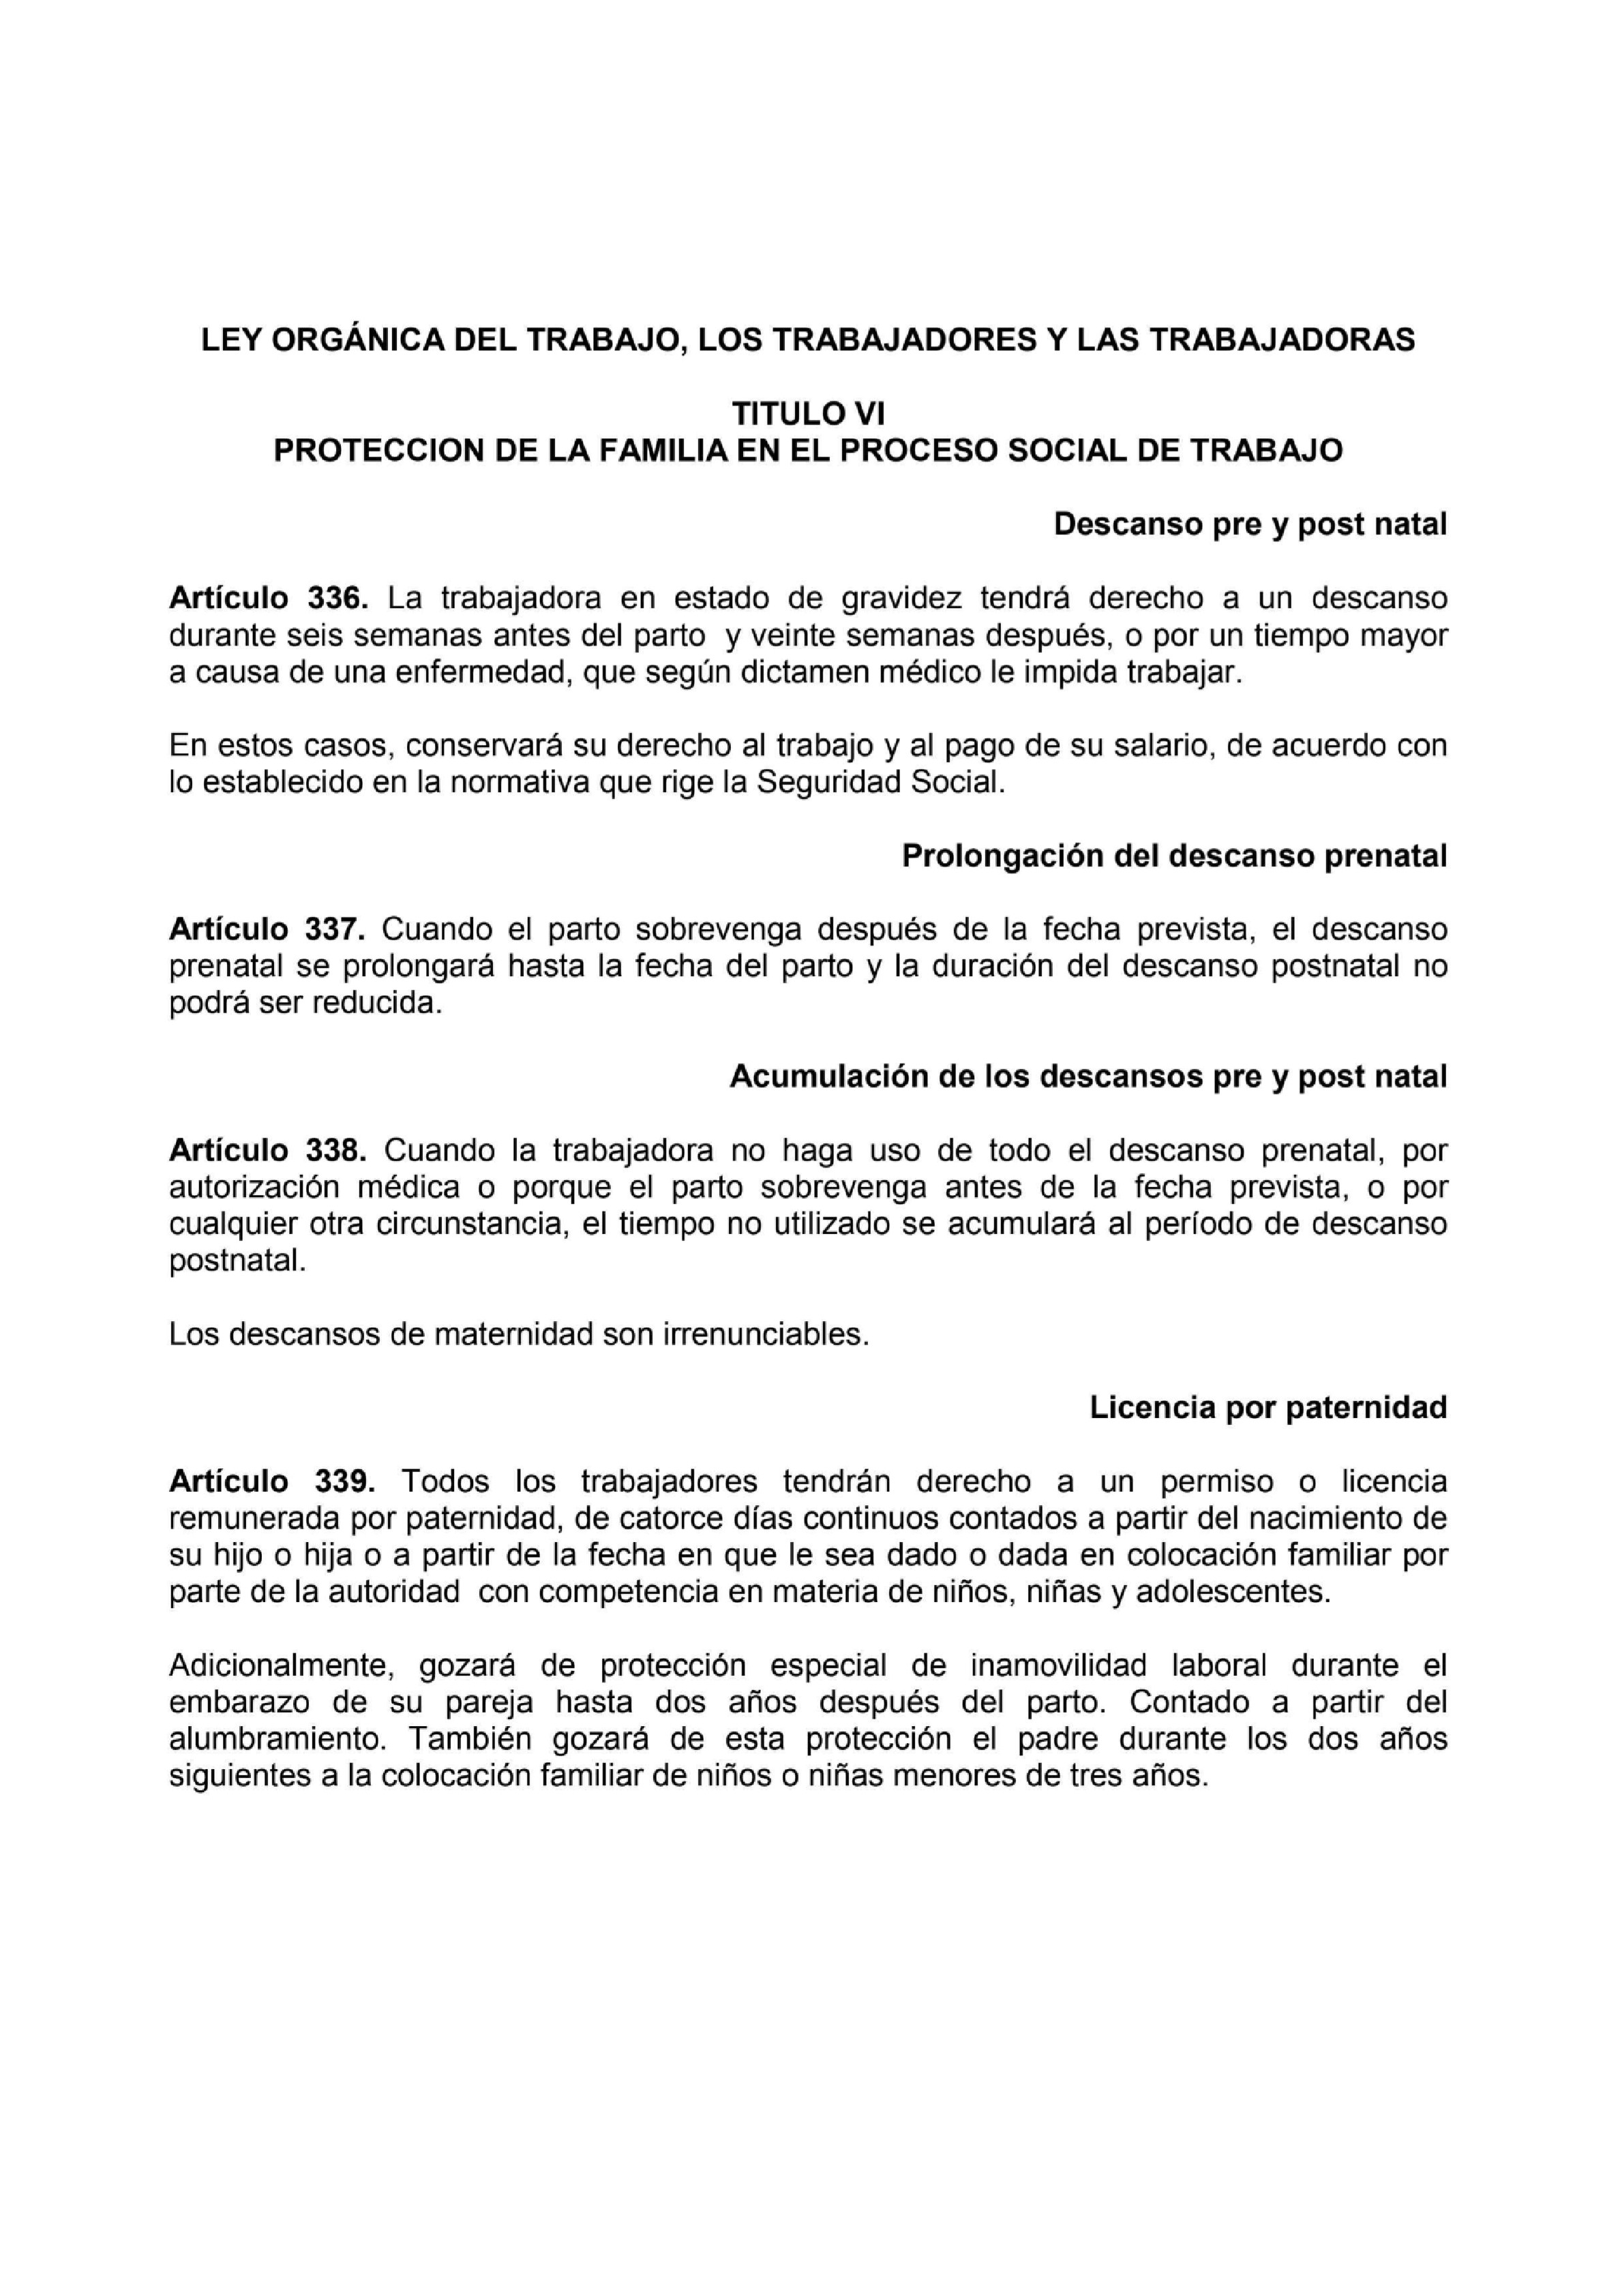 LEY ORGÁNICA DEL TRABAJO, LOS TRABAJADORES Y LAS TRABAJADORAS
TITULO VI
PROTECCION DE LA FAMILIA EN EL PROCESO SOCIAL DE TRABAJO
Descanso pre y post natal
Artículo 336. La trabajadora en estado de gravidez tendrá derecho a un descanso
durante seis semanas antes del parto y veinte semanas después, o por un tiempo mayor
a causa de una enfermedad, que según dictamen médico le impida trabajar.
En estos casos, conservará su derecho al trabajo y al pago de su salario, de acuerdo con
lo establecido en la normativa que rige la Seguridad Social.
Prolongación del descanso prenatal
Artículo 337. Cuando el parto sobrevenga después de la fecha prevista, el descanso
prenatal se prolongará hasta la fecha del parto y la duración del descanso postnatal no
podrá ser reducida.
Acumulación de los descansos pre y post natal
Artículo 338. Cuando la trabajadora no haga uso de todo el descanso prenatal, por
autorización médica o porque el parto sobrevenga antes de la fecha prevista, o por
cualquier otra circunstancia, el tiempo no utilizado se acumulará al período de descanso
postnatal.
Los descansos de maternidad son irrenunciables.
Licencia por paternidad
Artículo 339. Todos los trabajadores tendrán derecho a un permiso o licencia
remunerada por paternidad, de catorce días continuos contados a partir del nacimiento de
su hijo o hija o a partir de la fecha en que le sea dado o dada en colocación familiar por
parte de la autoridad con competencia en materia de niños, niñas y adolescentes.
Adicionalmente, gozará de protección especial de inamovilidad laboral durante el
embarazo de su pareja hasta dos años después del parto. Contado a partir del
alumbramiento. También gozará de esta protección el padre durante los dos años
siguientes a la colocación familiar de niños o niñas menores de tres años.